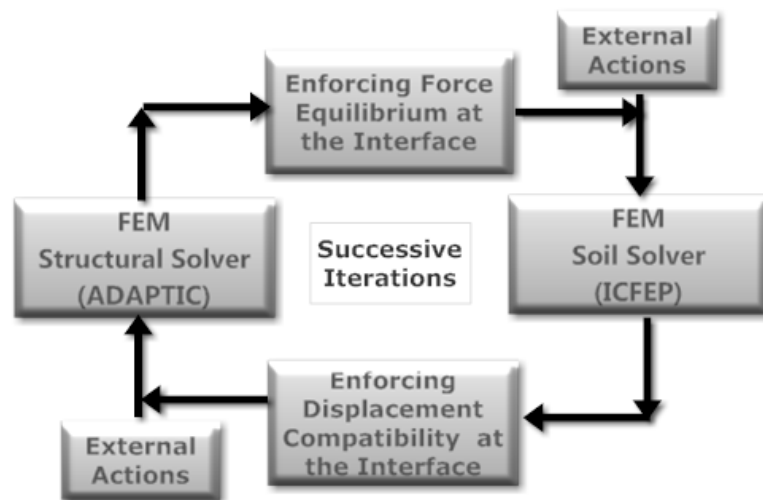 External
Actions
Enforcing Force
Equilibrium at
the Interface
FEM
Structural Solver
(ADAPTIC)
Successive
Iterations
FEM
Soil Solver
(ICFEP)
Enforcing
Displacement
Compatibility at
the Interface
External
Actions